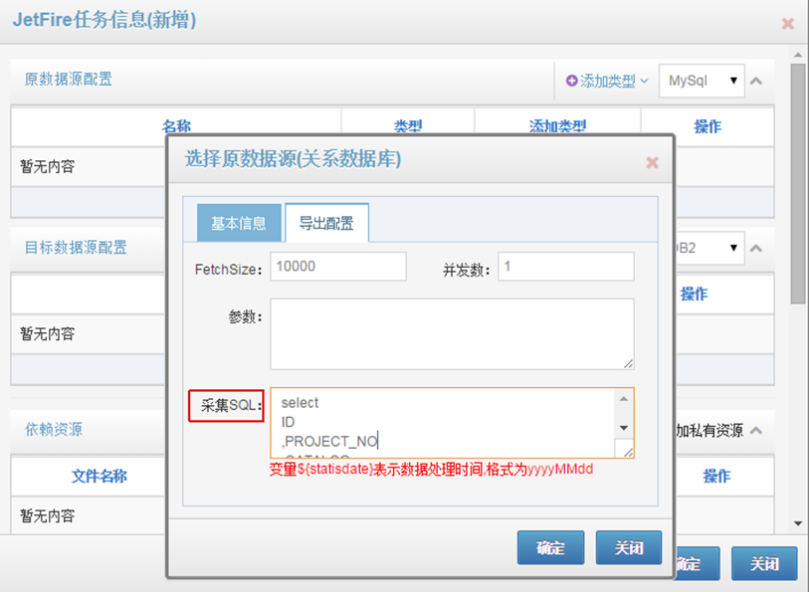 JetFire任务信息(新增)
原数据源配置
添加类型
MySql
名称
类型
添加类型
操作
暂无内容
选择原数据源(关系数据库)
基本信息
导出配置
目标数据源配置
B2
FetchSize:
10000
并发数:
1
操作
参数:
暂无内容
采集SQL:
select
ID
,PROJECT_NO
变量${statisdate}表示数据处理时间,格式为yyyyMMdd
依赖资源
加私有资源
文件名称
操作
暂无内容
确定
关闭
确定
关闭